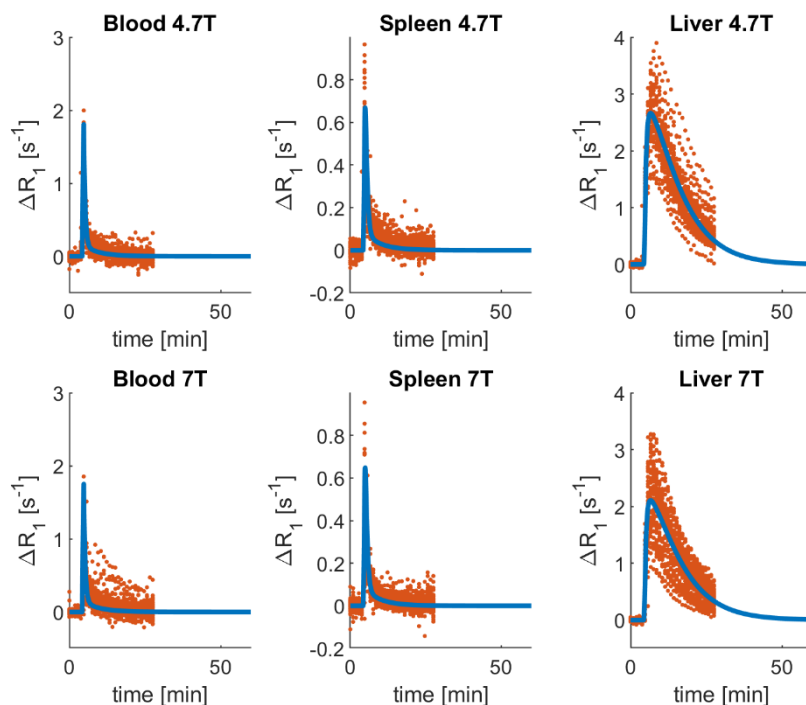 Blood 4.7T
3
2
1
0
ΔR1 [s-1]
0
50
time [min]
Spleen 4.7T
0.8
0.6
0.4
0.2
0
-0.2
ΔR1 [s-1]
0
50
time [min]
Liver 4.7T
4
3
2
1
0
ΔR1 [s-1]
0
50
time [min]
Blood 7T
3
2
1
0
ΔR1 [s-1]
0
50
time [min]
Spleen 7T
0.8
0.6
0.4
0.2
0
-0.2
ΔR1 [s-1]
0
50
time [min]
Liver 7T
4
3
2
1
0
ΔR1 [s-1]
0
50
time [min]